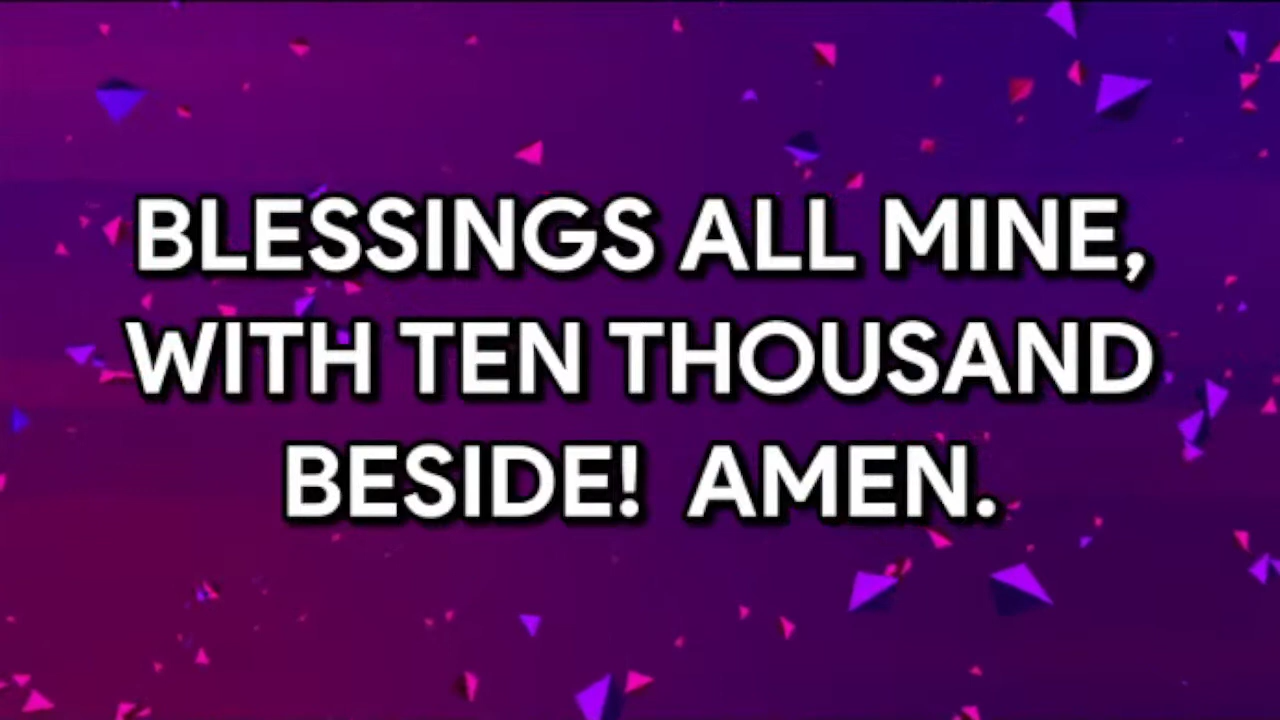 BLESSINGS ALL MINE,
WITH TEN THOUSAND
BESIDE!  AMEN.